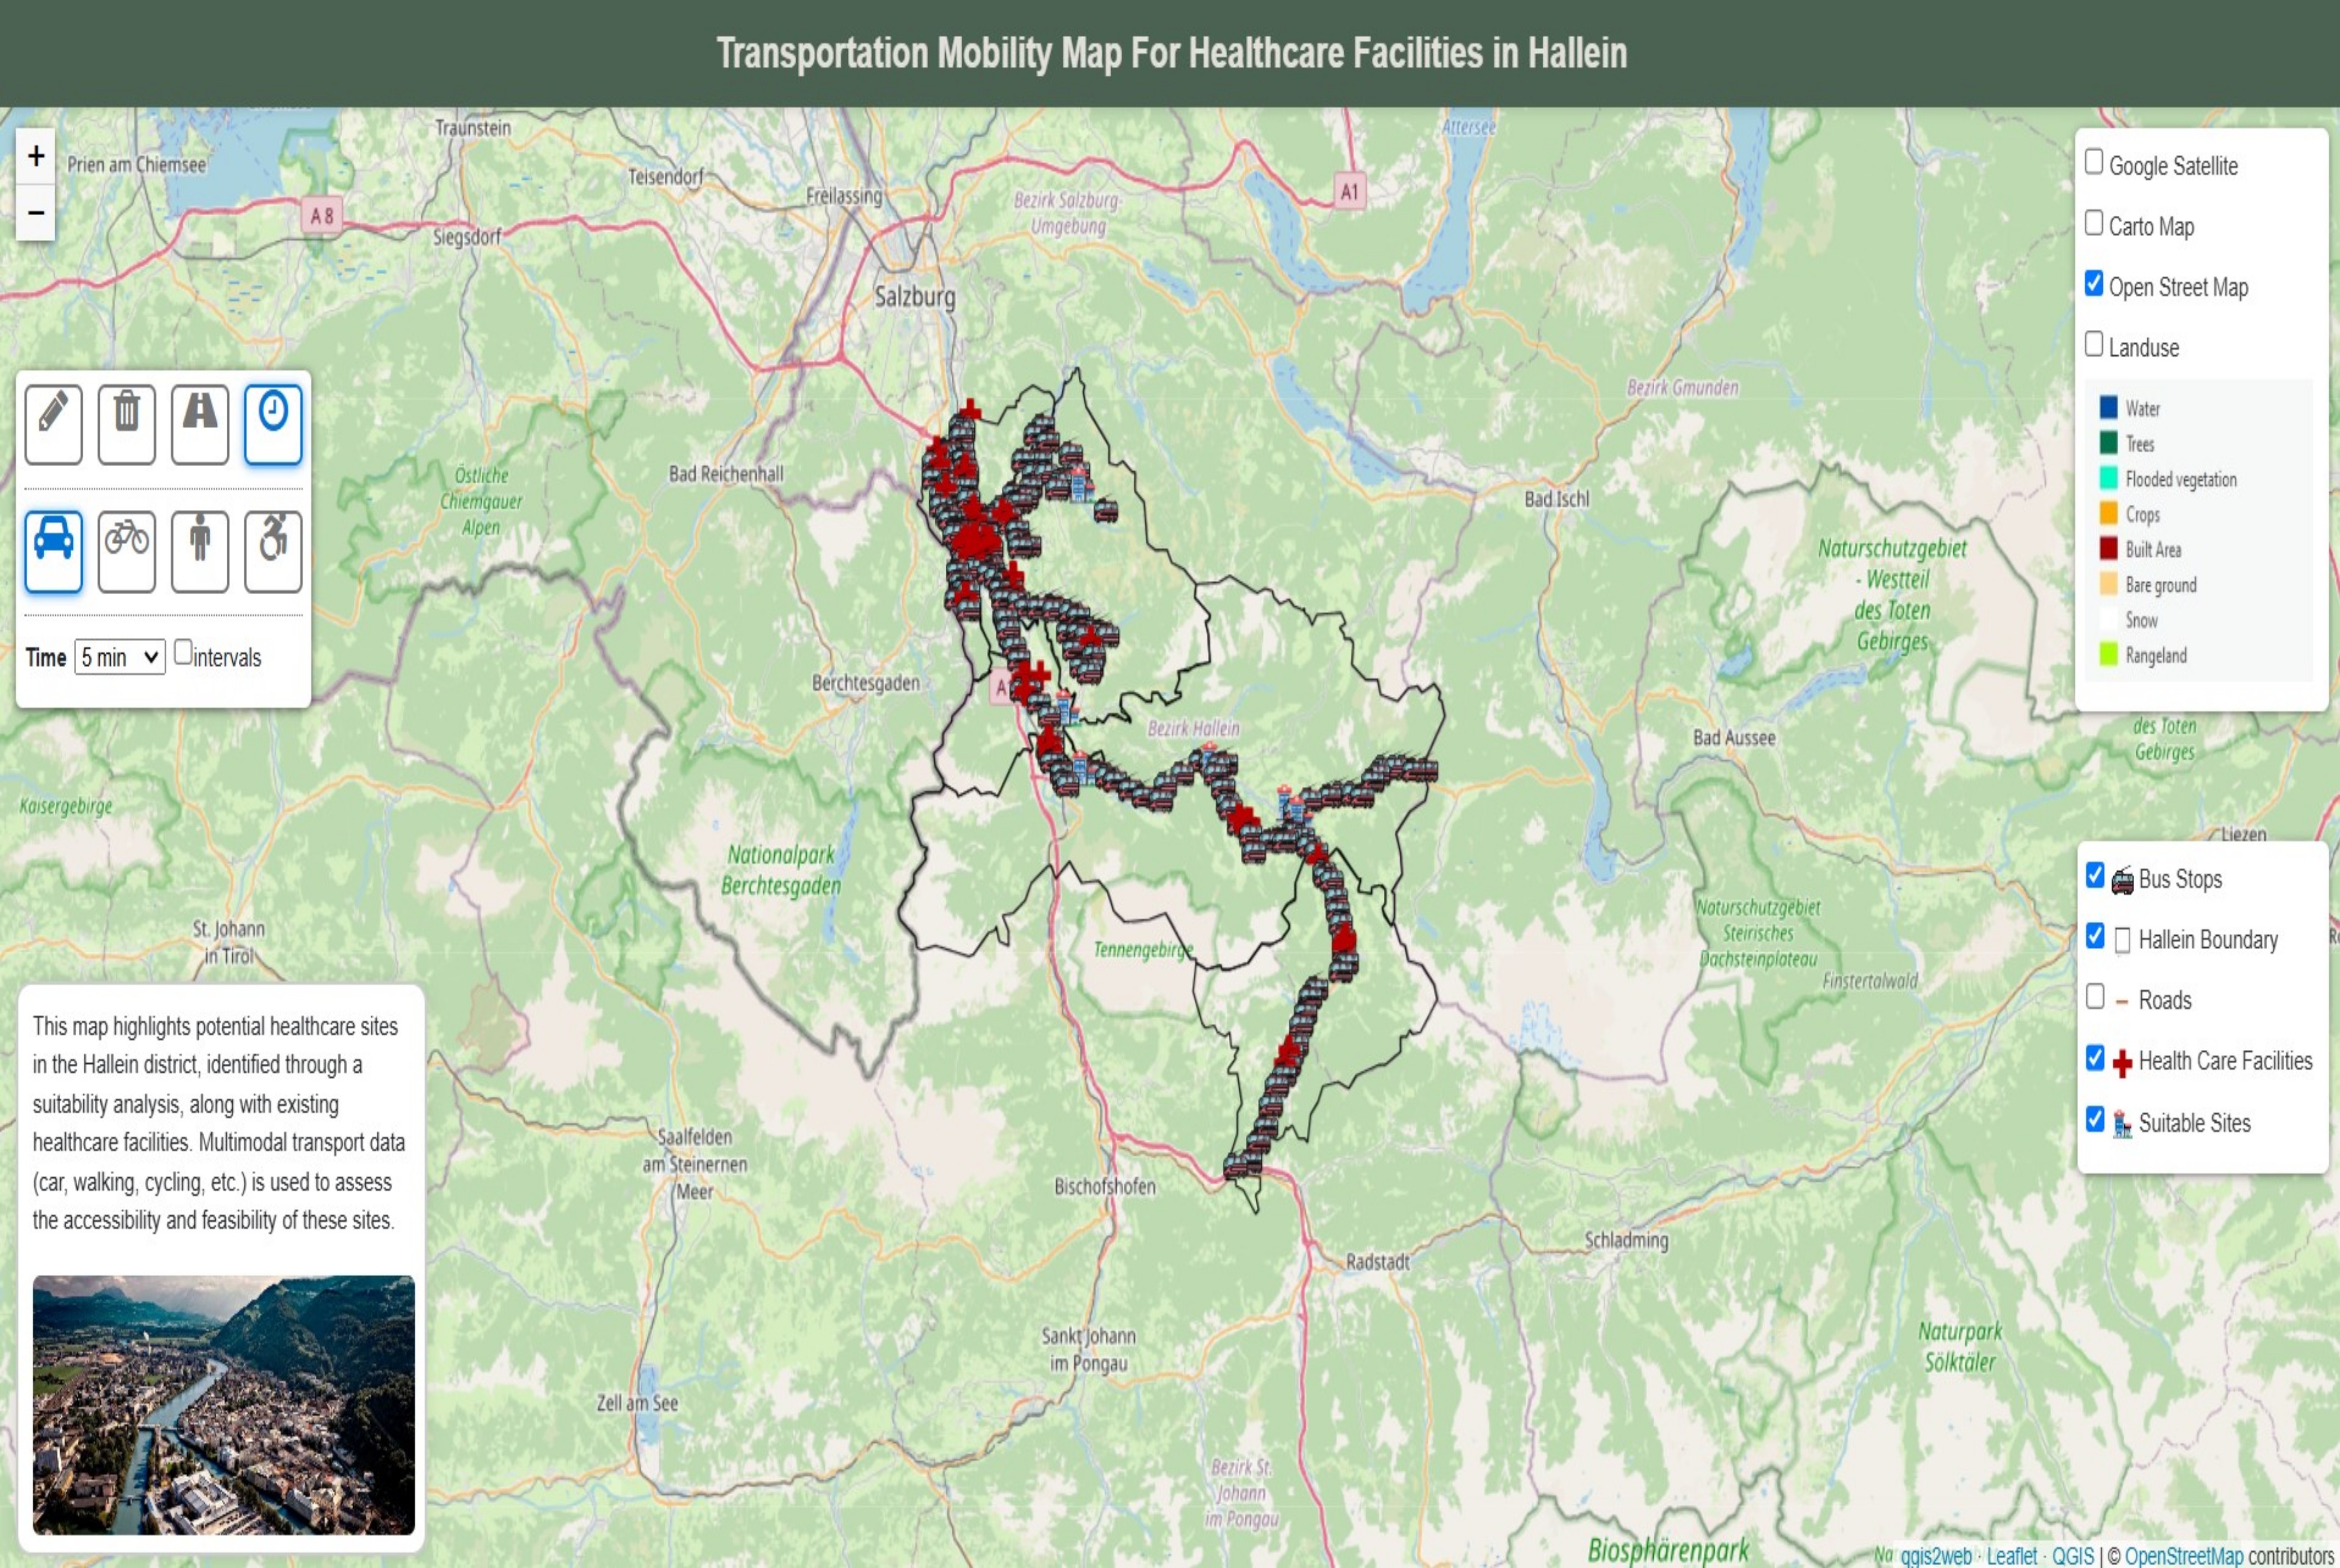 Transportation Mobility Map For Healthcare Facilities in Hallein
+
−
Time 5 min intervals
This map highlights potential healthcare sites
in the Hallein district, identified through a
suitability analysis, along with existing
healthcare facilities. Multimodal transport data
(car, walking, cycling, etc.) is used to assess
the accessibility and feasibility of these sites.
Traunstein
Prien am Chiemsee
Teisendorf
Freilassing
A 8
Siegsdorf
Salzburg
Bezirk Salzburg-
Umgebung
A1
Attersee
Bezirk Gmunden
Östliche
Chiemgauer
Alpen
Bad Reichenhall
Bad Ischl
Naturschutzgebiet
- Westteil
des Toten
Gebirges
Berchtesgaden
A
Bezirk Hallein
Bad Aussee
des Toten
Gebirges
Kaisergebirge
Liezen
Nationalpark
Berchtesgaden
St. Johann
in Tirol
Tennengebirge
Naturschutzgebiet
Steirisches
Dachsteinplateau
Finstertalwald
Saalfelden
am Steinernen
Meer
Bischofshofen
Radstadt
Schladming
Sankt Johann
im Pongau
Zell am See
Naturpark
Sölktäler
Bezirk St.
Johann
im Pongau
Biosphärenpark
Google Satellite
Carto Map
Open Street Map
Landuse
Water
Trees
Flooded vegetation
Crops
Built Area
Bare ground
Snow
Rangeland
Bus Stops
Hallein Boundary
Roads
Health Care Facilities
Suitable Sites
qgis2web · Leaflet · QGIS | © OpenStreetMap contributors